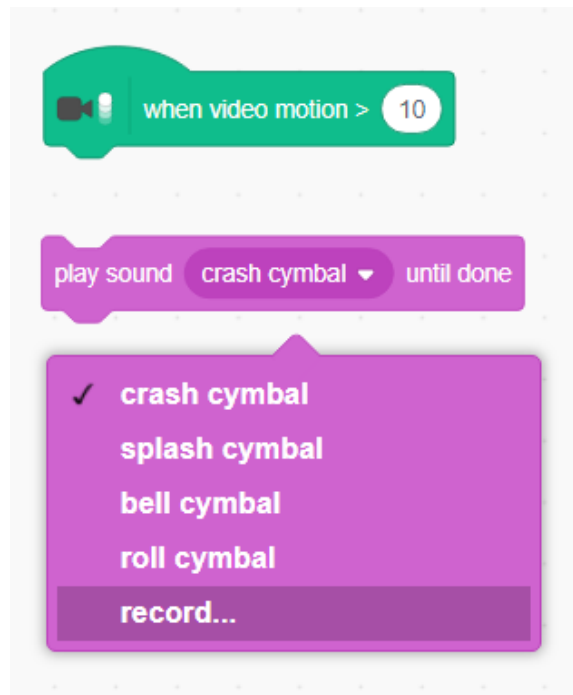 when video motion > 10
play sound crash cymbal until done
✓ crash cymbal
splash cymbal
bell cymbal
roll cymbal
record...